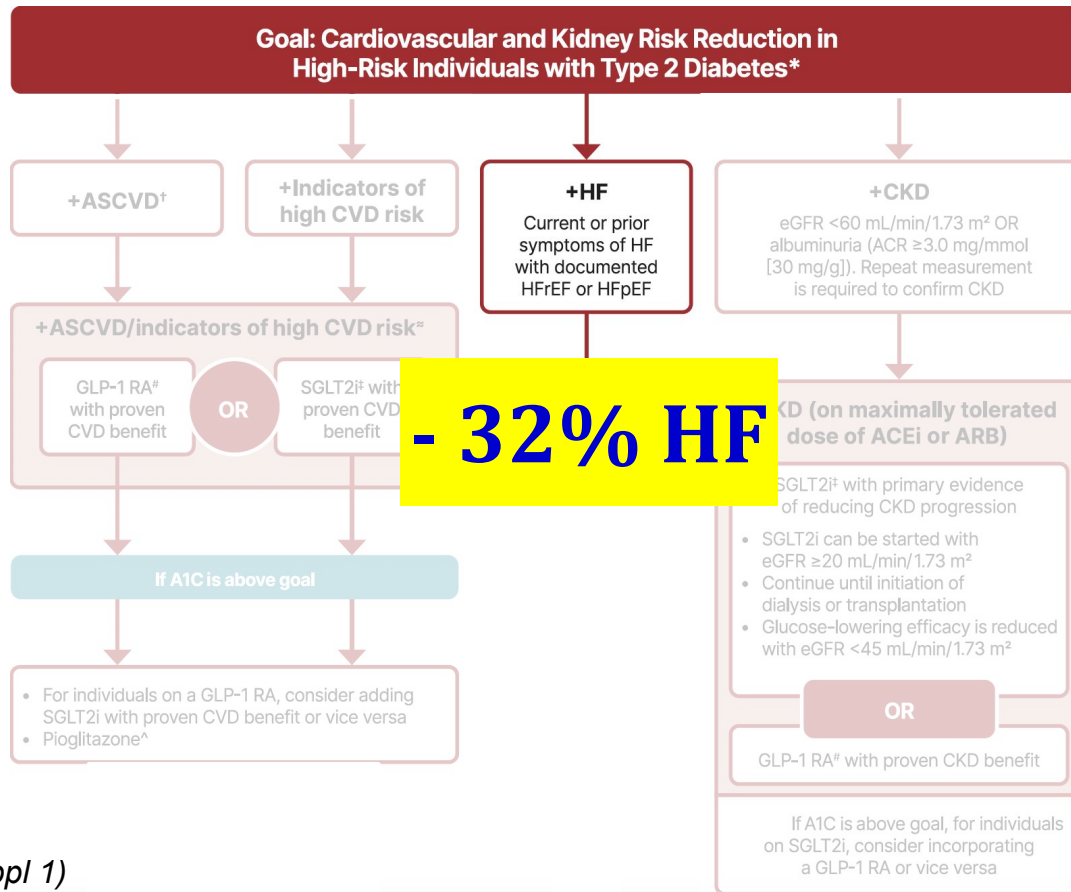 Goal: Cardiovascular and Kidney Risk Reduction in
High-Risk Individuals with Type 2 Diabetes*
+ASCVD†
+Indicators of
high CVD risk
+HF
Current or prior
symptoms of HF
with documented
HFrEF or HFpEF
+CKD
eGFR <60 mL/min/1.73 m² OR
albuminuria (ACR ≥3.0 mg/mmol
[30 mg/g]). Repeat measurement
is required to confirm CKD
+ASCVD/indicators of high CVD risk≈
GLP-1 RA#
with proven
CVD benefit
OR
SGLT2i‡ with
proven CVD
benefit
- 32% HF
KD (on maximally tolerated
dose of ACEi or ARB)
SGLT2i‡ with primary evidence
of reducing CKD progression
• SGLT2i can be started with
eGFR ≥20 mL/min/1.73 m²
• Continue until initiation of
dialysis or transplantation
• Glucose-lowering efficacy is reduced
with eGFR <45 mL/min/1.73 m²
OR
GLP-1 RA# with proven CKD benefit
If A1C is above goal, for individuals
on SGLT2i, consider incorporating
a GLP-1 RA or vice versa
If A1C is above goal
• For individuals on a GLP-1 RA, consider adding
SGLT2i with proven CVD benefit or vice versa
• Pioglitazone^
ppl 1)